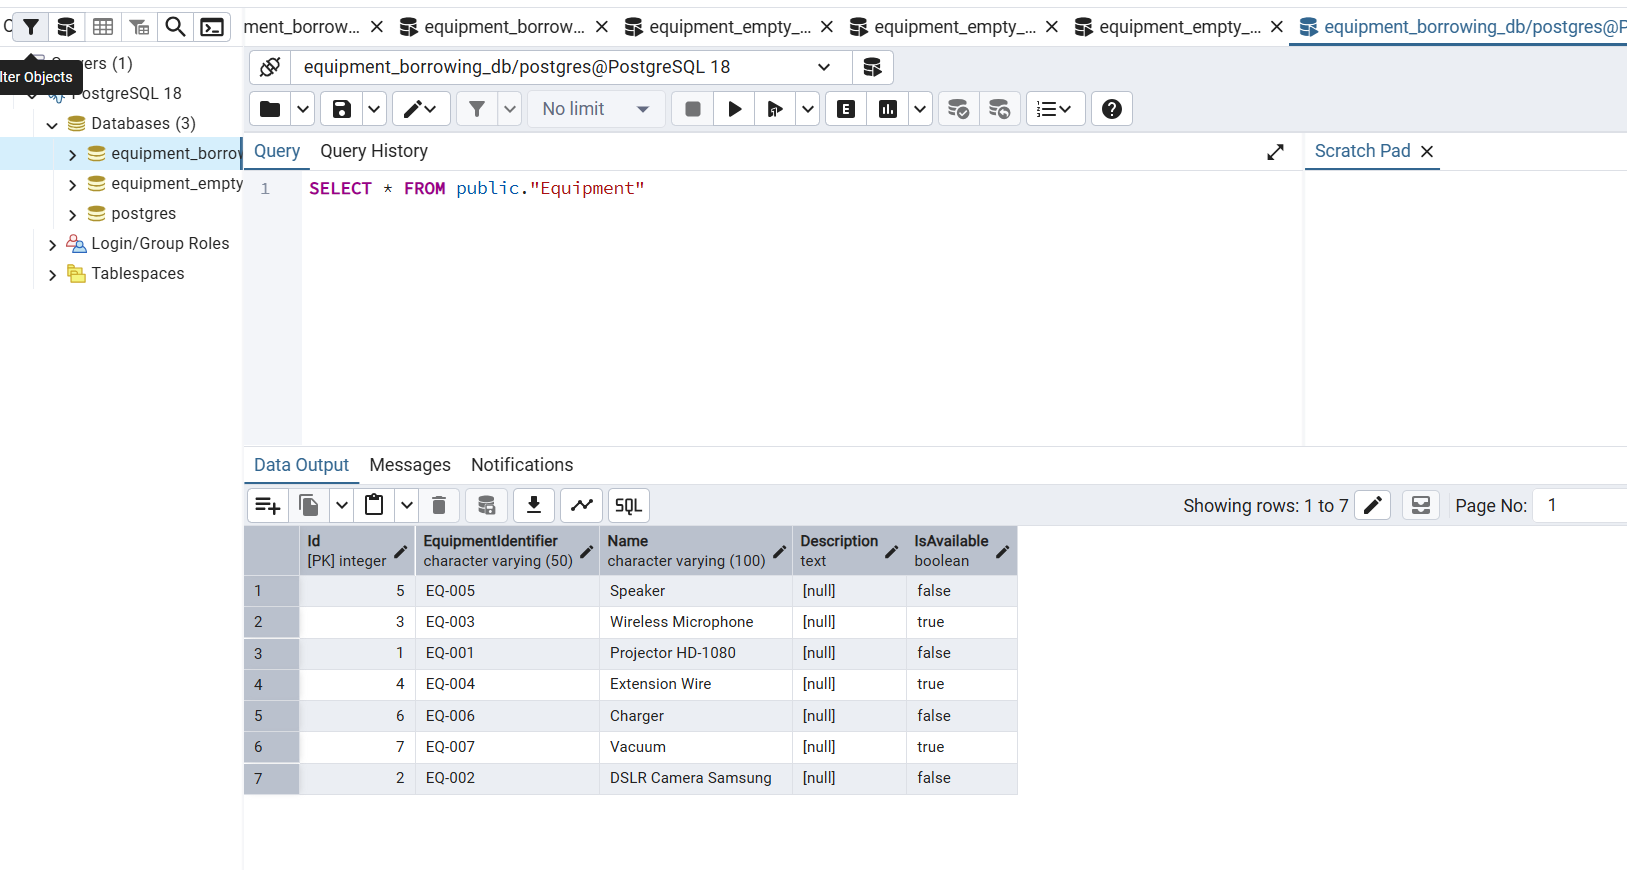 ment_borrow...
equipment_borrow...
equipment_empty_...
equipment_empty_...
equipment_empty_...
equipment_borrowing_db/postgres@P
lter Objects
(1)
PostgreSQL 18
Databases (3)
equipment_borro
equipment_empty
postgres
Login/Group Roles
Tablespaces
equipment_borrowing_db/postgres@PostgreSQL 18
No limit
E
Query
Query History
Scratch Pad
1
SELECT * FROM public."Equipment"
Data Output
Messages
Notifications
SQL
Showing rows: 1 to 7
Page No:
1
Id EquipmentIdentifier Name Description IsAvailable
[PK] integer character varying (50) character varying (100) text boolean
1 5 EQ-005 Speaker [null] false
2 3 EQ-003 Wireless Microphone [null] true
3 1 EQ-001 Projector HD-1080 [null] false
4 4 EQ-004 Extension Wire [null] true
5 6 EQ-006 Charger [null] false
6 7 EQ-007 Vacuum [null] true
7 2 EQ-002 DSLR Camera Samsung [null] false